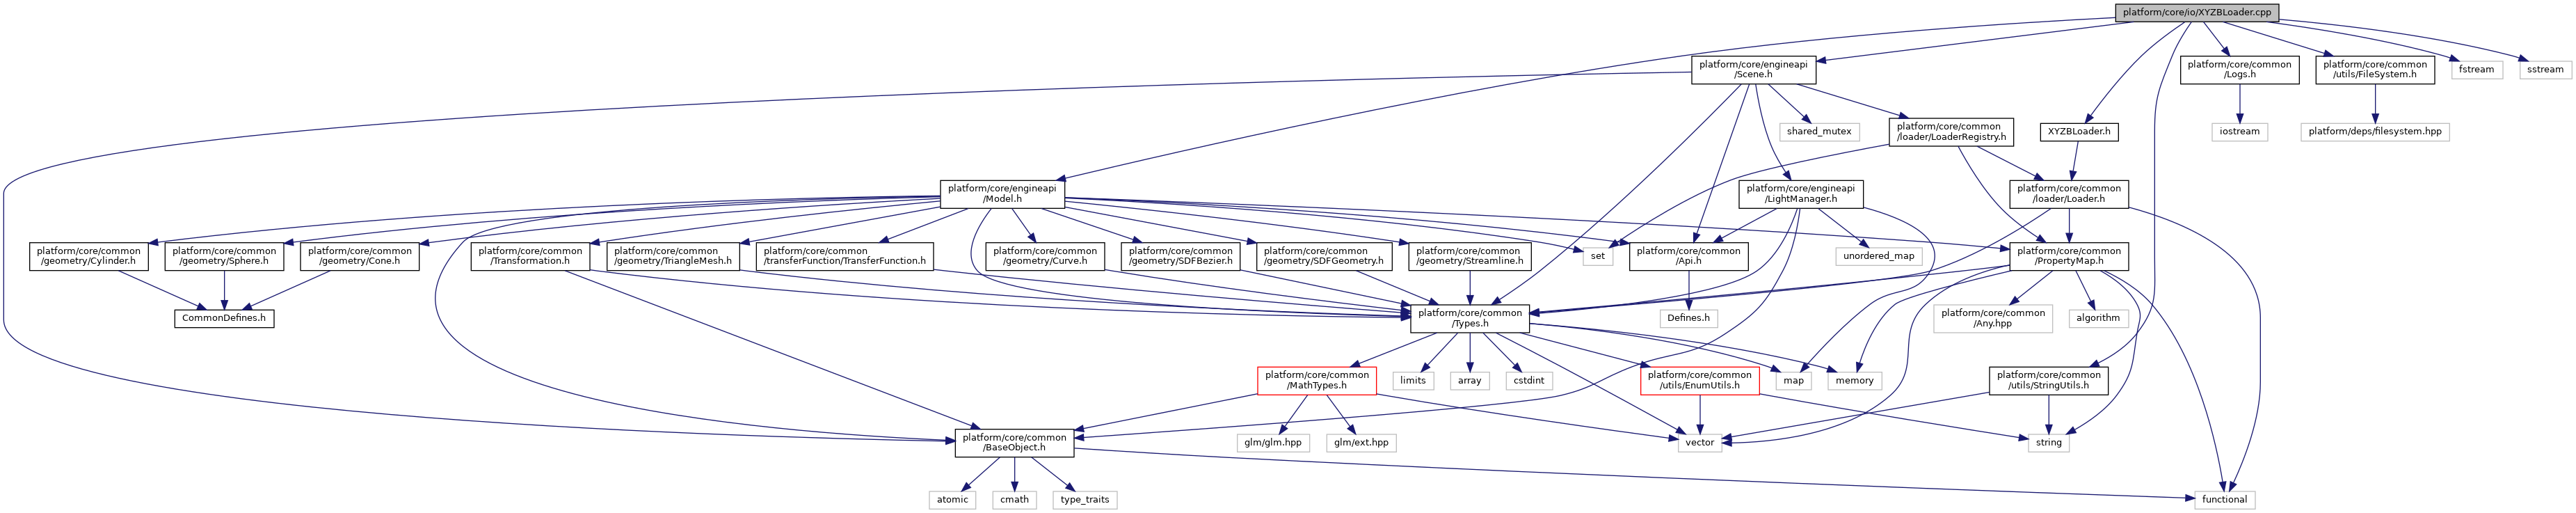 platform/core/io/XYZBLoader.cpp
platform/core/engineapi
/Scene.h
platform/core/common
/Logs.h
platform/core/common
/utils/FileSystem.h
fstream
sstream
shared_mutex
platform/core/common
/loader/LoaderRegistry.h
XYZBLoader.h
iostream
platform/deps/filesystem.hpp
platform/core/engineapi
/Model.h
platform/core/engineapi
/LightManager.h
platform/core/common
/loader/Loader.h
platform/core/common
/geometry/Cylinder.h
platform/core/common
/geometry/Sphere.h
platform/core/common
/geometry/Cone.h
platform/core/common
/Transformation.h
platform/core/common
/geometry/TriangleMesh.h
platform/core/common
/transferFunction/TransferFunction.h
platform/core/common
/geometry/Curve.h
platform/core/common
/geometry/SDFBezier.h
platform/core/common
/geometry/SDFGeometry.h
platform/core/common
/geometry/Streamline.h
set
platform/core/common
/Api.h
unordered_map
platform/core/common
/PropertyMap.h
CommonDefines.h
platform/core/common
/Types.h
Defines.h
platform/core/common
/Any.hpp
algorithm
platform/core/common
/MathTypes.h
limits
array
cstdint
platform/core/common
/utils/EnumUtils.h
map
memory
platform/core/common
/utils/StringUtils.h
platform/core/common
/BaseObject.h
glm/glm.hpp
glm/ext.hpp
vector
string
atomic
cmath
type_traits
functional